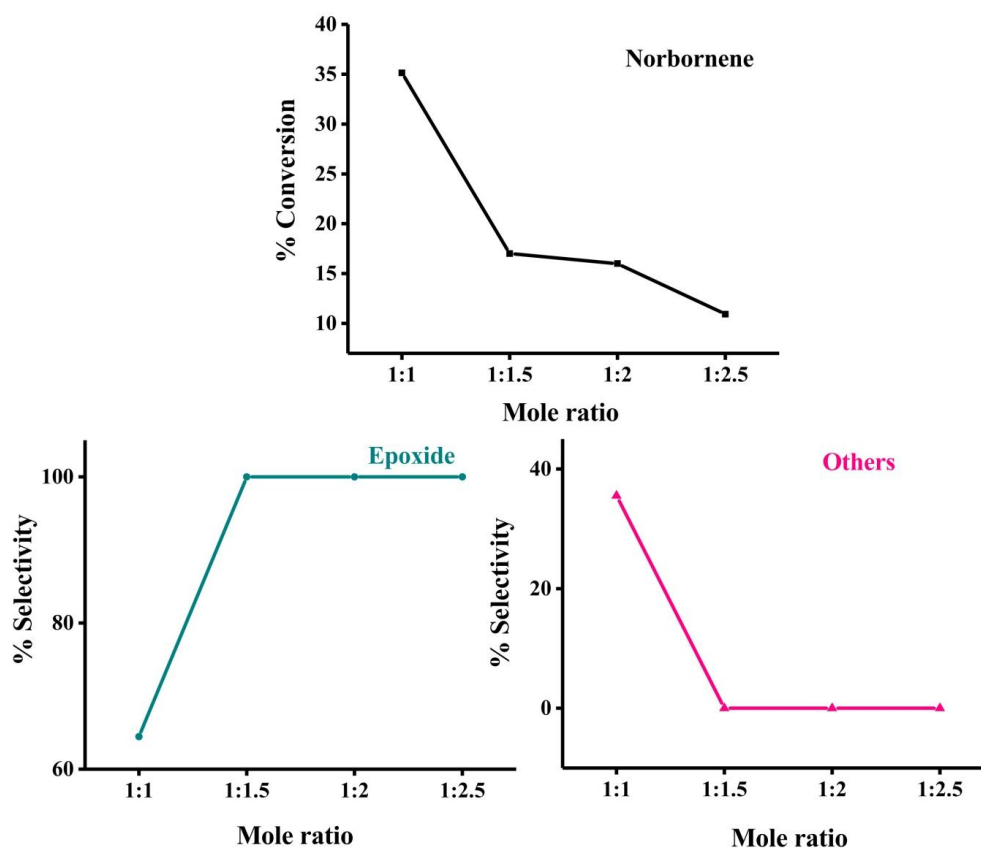 40
Norbornene
35
30
25
20
15
10
% Conversion
1:1 1:1.5 1:2 1:2.5
Mole ratio
Epoxide
100
80
60
% Selectivity
1:1 1:1.5 1:2 1:2.5
Mole ratio
Others
40
20
0
% Selectivity
1:1 1:1.5 1:2 1:2.5
Mole ratio